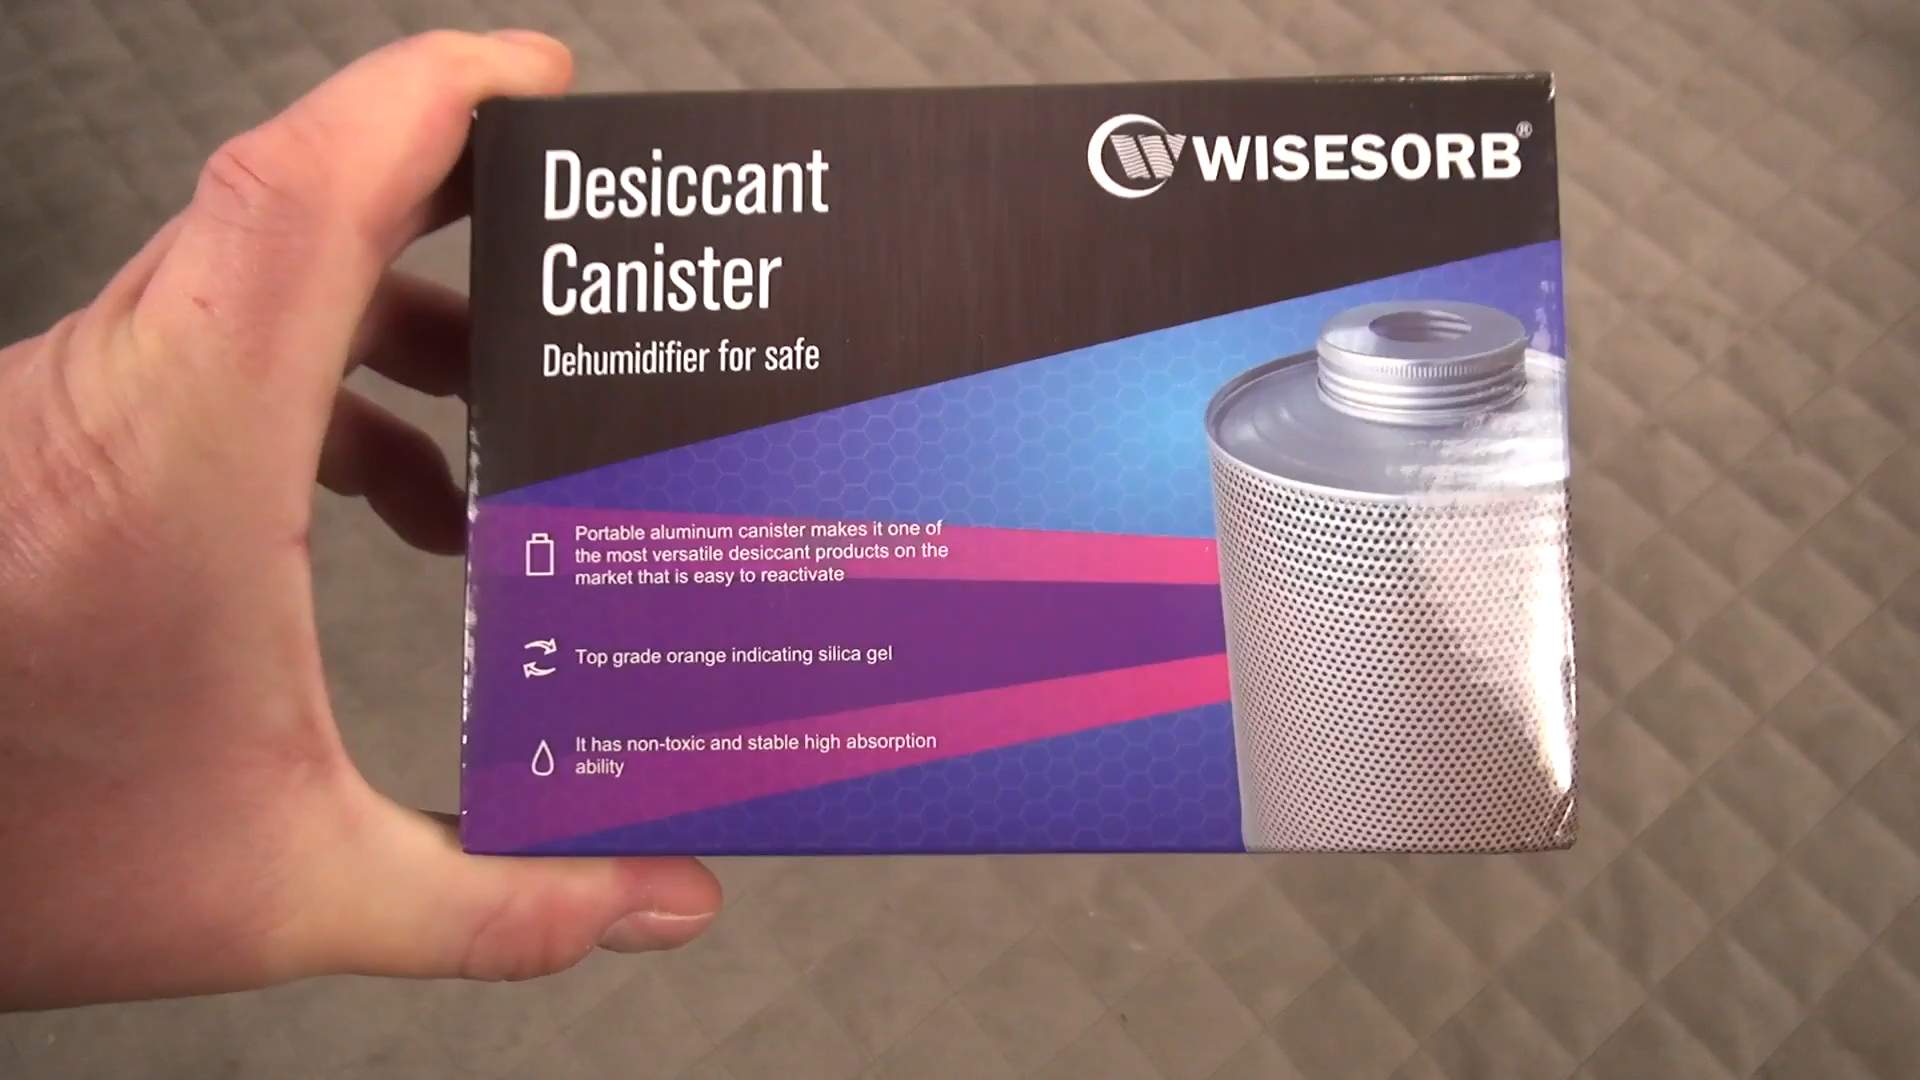 Desiccant
Canister
Dehumidifier for safe
WISESORB®
Portable aluminum canister makes it one of
the most versatile desiccant products on the
market that is easy to reactivate
Top grade orange indicating silica gel
It has non-toxic and stable high absorption
ability